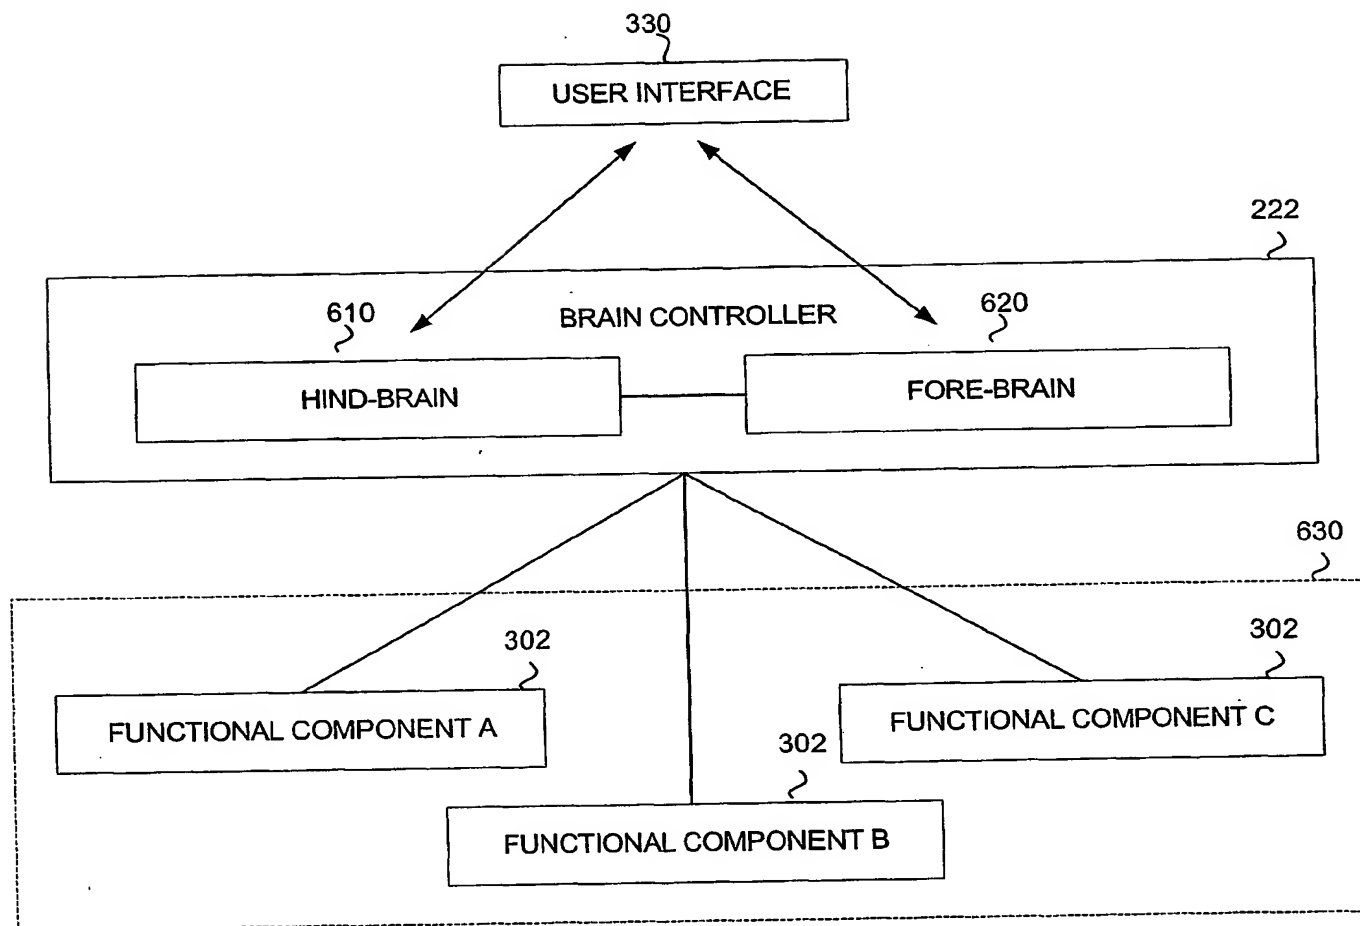 330
USER INTERFACE
222
BRAIN CONTROLLER
610
620
HIND-BRAIN
FORE-BRAIN
630
302
302
FUNCTIONAL COMPONENT A
FUNCTIONAL COMPONENT C
302
FUNCTIONAL COMPONENT B